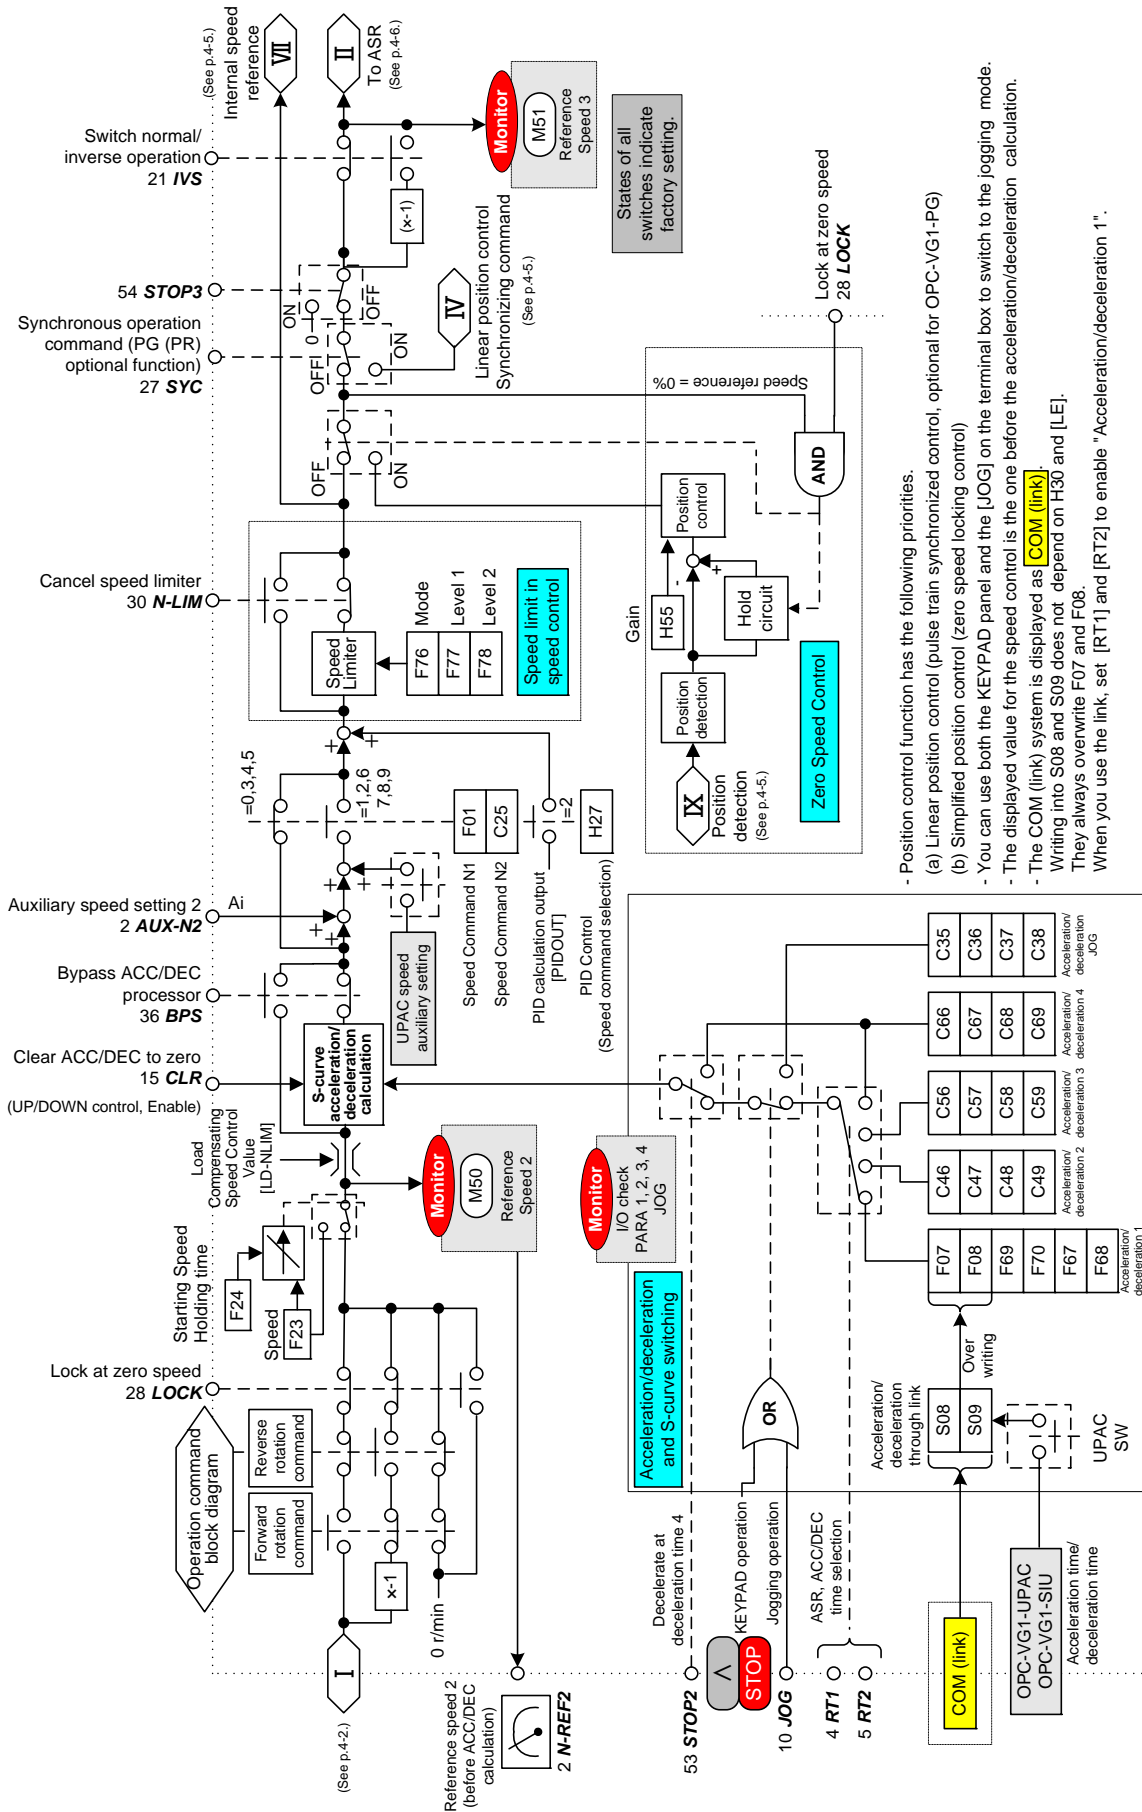 (See p.4-2.)
I
Operation command
block diagram
Forward
rotation
command
Reverse
rotation
command
x-1
0 r/min
Lock at zero speed
28 LOCK
Starting Speed
Holding time
F24
Speed
F23
Load
Compensating
Speed Control
Value
[LD-NLIM]
Clear ACC/DEC to zero
15 CLR
(UP/DOWN control, Enable)
S-curve
acceleration/
deceleration
calculation
Bypass ACC/DEC
processor
36 BPS
Auxiliary speed setting 2
2 AUX-N2
Ai
+
+
+
+
UPAC speed
auxiliary setting
=0,3,4,5
=1,2,6
7,8,9
F01
C25
Speed Command N1
Speed Command N2
PID calculation output
[PIDOUT]
=2
H27
PID Control
(Speed command selection)
+
+
Cancel speed limiter
30 N-LIM
Speed
Limiter
F76
F77
F78
Mode
Level 1
Level 2
Speed limit in
speed control
OFF
ON
Synchronous operation
command (PG (PR)
optional function)
27 SYC
OFF
ON
IV
Linear position control
Synchronizing command
(See p.4-5.)
54 STOP3
ON
0
OFF
Switch normal/
inverse operation
21 IVS
(×-1)
(See p.4-5.)
Internal speed
reference
VII
II
To ASR
(See p.4-6.)
Monitor
M51
Reference
Speed 3
States of all
switches indicate
factory setting.
Monitor
M50
Reference
Speed 2
Reference speed 2
(before ACC/DEC
calculation)
2 N-REF2
IX
Position
detection
(See p.4-5.)
Position
detection
Gain
H55
Hold
circuit
-
+
Position
control
Zero Speed Control
AND
Speed reference = 0%
Lock at zero speed
28 LOCK
Decelerate at
deceleration time 4
53 STOP2
KEYPAD operation
STOP
Jogging operation
10 JOG
OR
ASR, ACC/DEC
time selection
4 RT1
5 RT2
Acceleration/deceleration
and S-curve switching
Monitor
I/O check
PARA 1, 2, 3, 4
JOG
COM (link)
Acceleration/
deceleration
through link
S08
S09
Over
writing
OPC-VG1-UPAC
OPC-VG1-SIU
Acceleration time/
deceleration time
UPAC
SW
F07
F08
F69
F70
F67
F68
Acceleration/
deceleration 1
C46
C47
C48
C49
Acceleration/
deceleration 2
C56
C57
C58
C59
Acceleration/
deceleration 3
C66
C67
C68
C69
Acceleration/
deceleration 4
C35
C36
C37
C38
Acceleration/
deceleration
JOG
- Position control function has the following priorities.
(a) Linear position control (pulse train synchronized control, optional for OPC-VG1-PG)
(b) Simplified position control (zero speed locking control)
- You can use both the KEYPAD panel and the [JOG] on the terminal box to switch to the jogging mode.
- The displayed value for the speed control is the one before the acceleration/deceleration calculation.
- The COM (link) system is displayed as COM (link).
Writing into S08 and S09 does not depend on H30 and [LE].
They always overwrite F07 and F08.
When you use the link, set [RT1] and [RT2] to enable "Acceleration/deceleration 1".